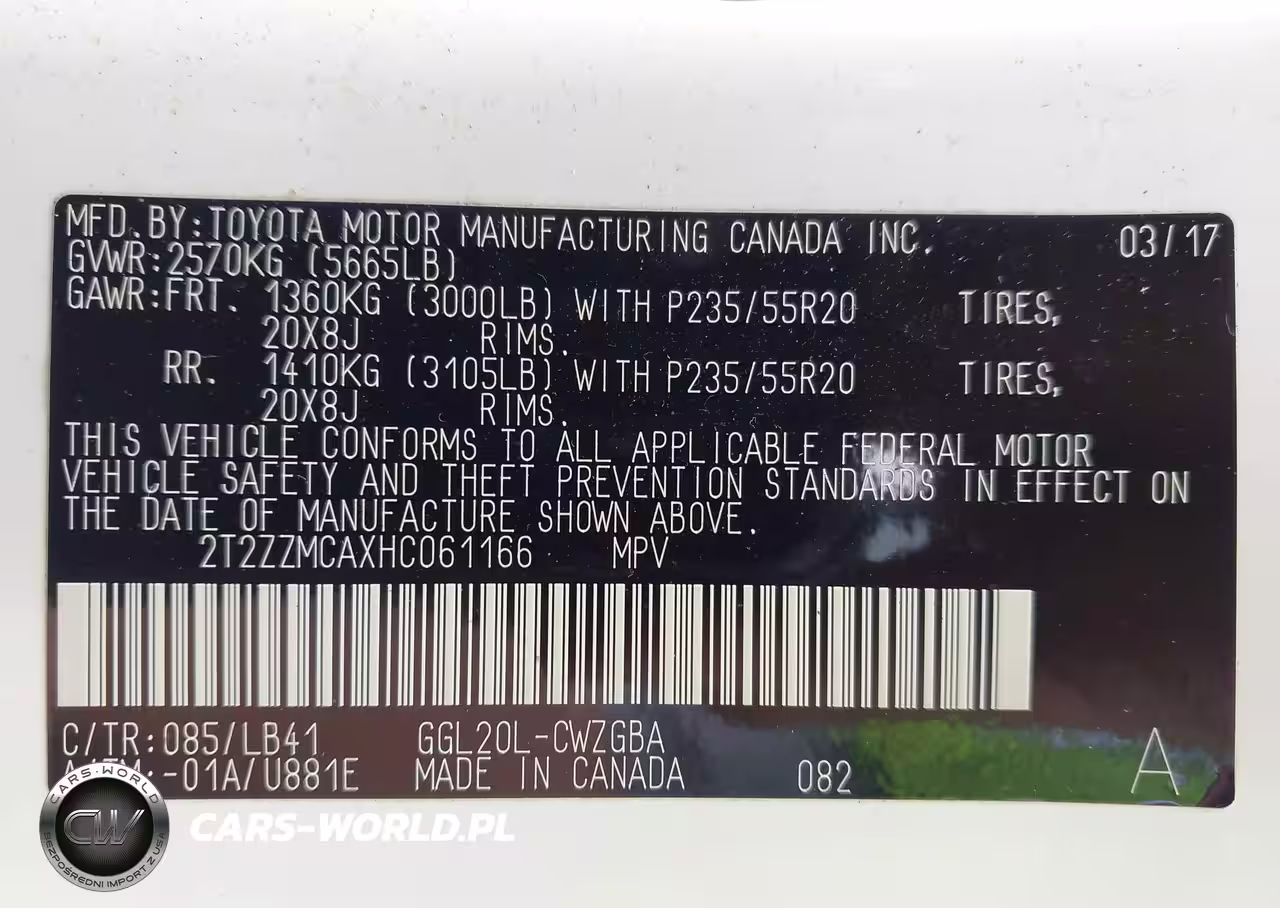 MFD. BY:TOYOTA MOTOR MANUFACTURING CANADA INC. 03/17
GVWR:2570KG (5665LB)
GAWR:FRT. 1360KG (3000LB) WITH P235/55R20 TIRES,
20X8J RIMS.
RR. 1410KG (3105LB) WITH P235/55R20 TIRES,
20X8J RIMS.
THIS VEHICLE CONFORMS TO ALL APPLICABLE FEDERAL MOTOR
VEHICLE SAFETY AND THEFT PREVENTION STANDARDS IN EFFECT ON
THE DATE OF MANUFACTURE SHOWN ABOVE.
2T2ZZMCAXHC061166 MPV
C/TR:085/LB41 GGL20L-CWZGBA A
-01A/U881E MADE IN CANADA 082
CARS-WORLD
CW
BEZPOŚREDNI IMPORT Z USA
CARS-WORLD.PL